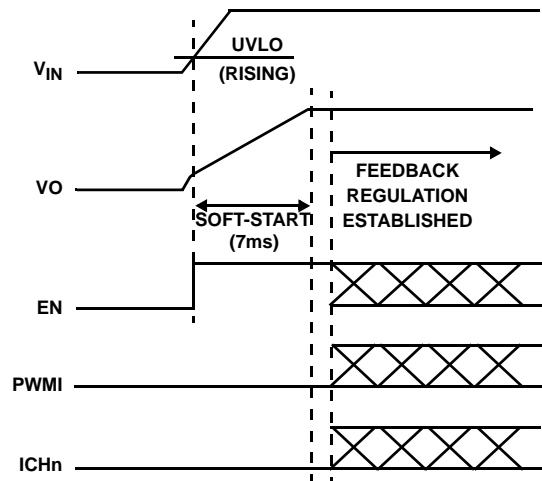 V_IN
UVLO
(RISING)
VO
FEEDBACK
REGULATION
ESTABLISHED
SOFT-START
(7ms)
EN
PWMI
ICHn